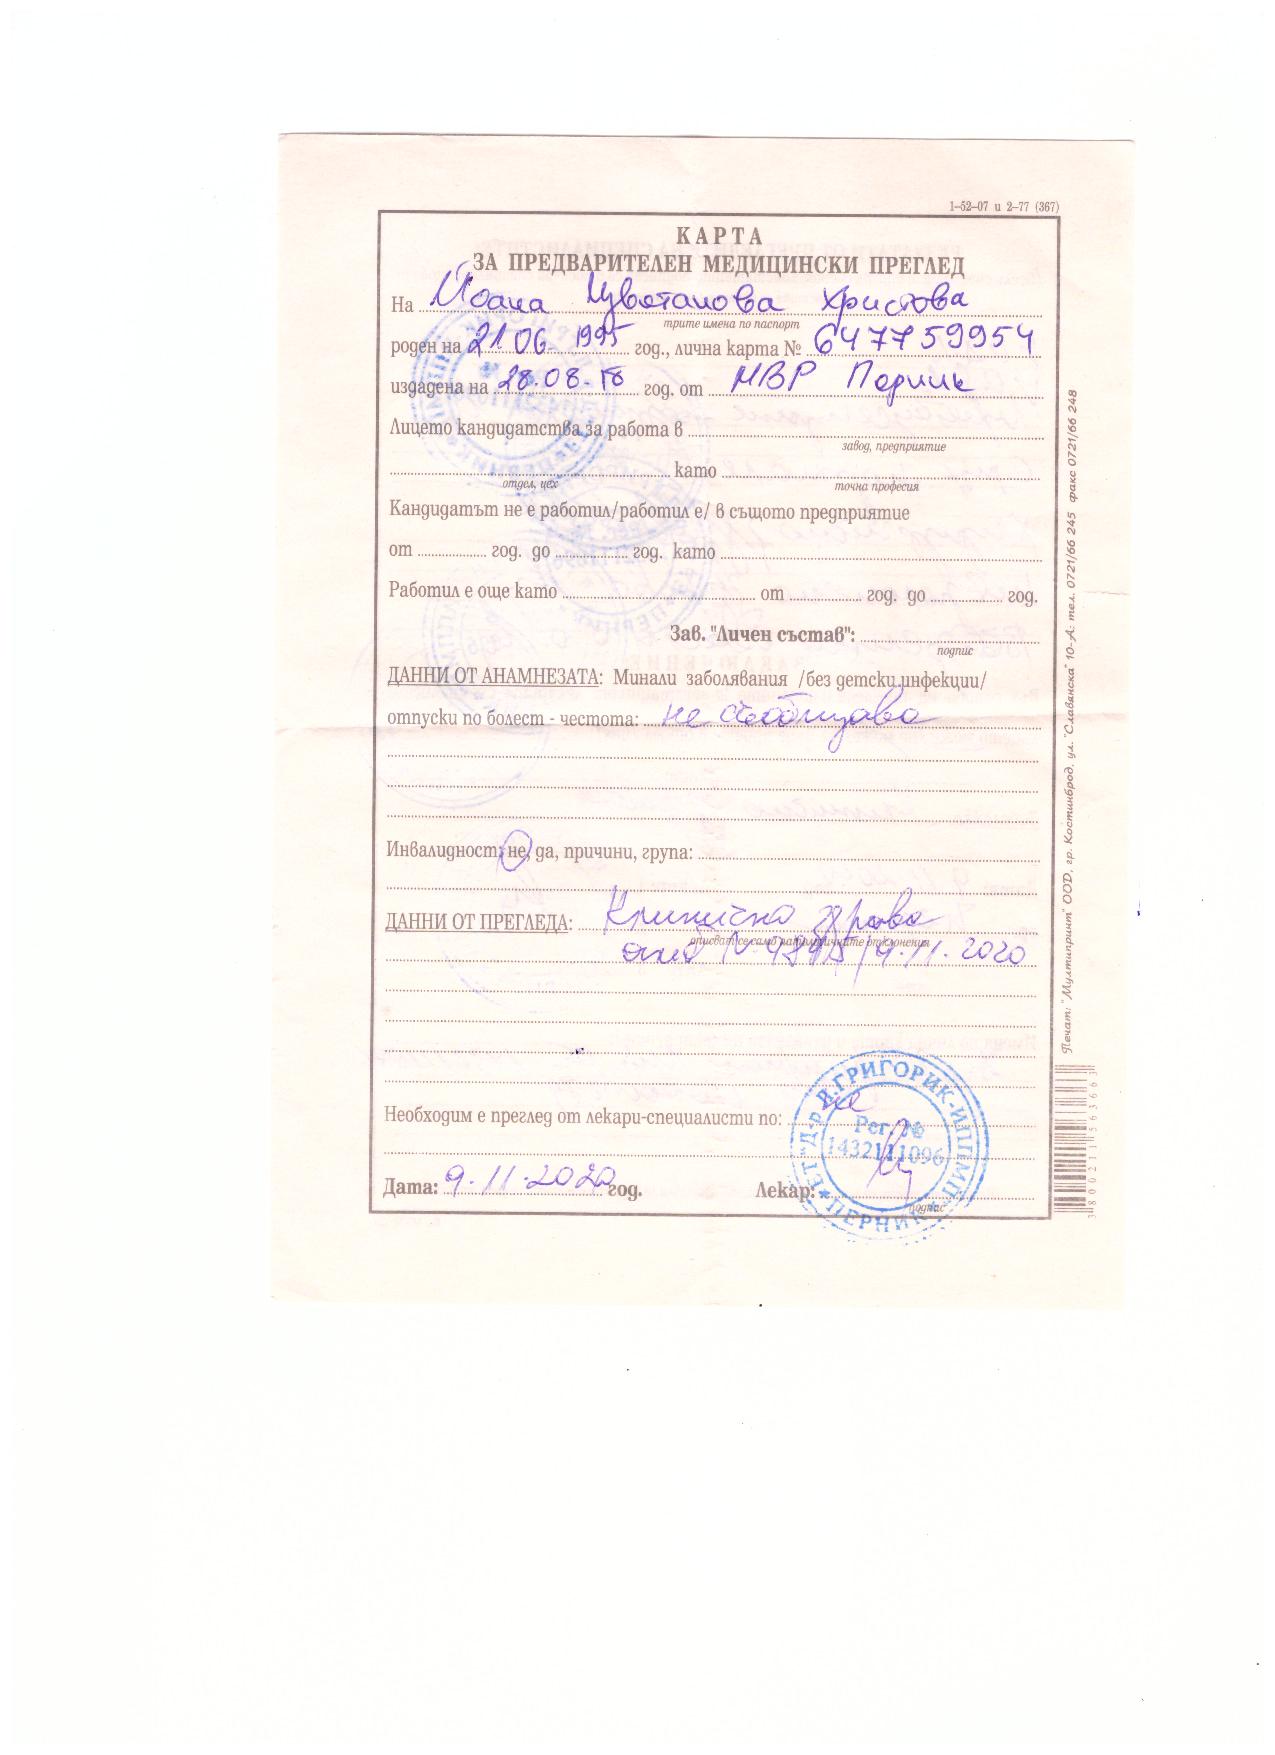 1–52–07 и 2–77 (367)
КАРТА
ЗА ПРЕДВАРИТЕЛЕН МЕДИЦИНСКИ ПРЕГЛЕД
На Йоана Цветанова Христова
трите имена по паспорт
роден на 21.06 1995 год., лична карта № 647759954
издадена на 28.08.18 год. от МВР Перник
Лицето кандидатства за работа в
завод, предприятие
като
отдел, цех точна професия
Кандидатът не е работил/работил е/ в същото предприятие
от год. до год. като
Работил е още като от год. до год.
Зав. "Личен състав":
подпис
ДАННИ ОТ АНАМНЕЗАТА: Минали заболявания /без детски инфекции/
отпуски по болест - честота: не съобщава
Инвалидност: не, да, причини, група:
ДАННИ ОТ ПРЕГЛЕДА: Клинично здрава
описват се само патологичните отклонения
9.11.2020
Необходим е преглед от лекари-специалисти по: не
Дата: 9.11.2020 год. Лекар:
подпис
ЕТ "Д-р В.ГРИГОРИК-ИППМП ПЕРНИК
Рег. №
1432111096
Печат: "Мултипринт" ООД, гр. Костинброд, ул. "Славянска" 10-А; тел. 0721/66 245 факс 0721/66 248
3800211563663